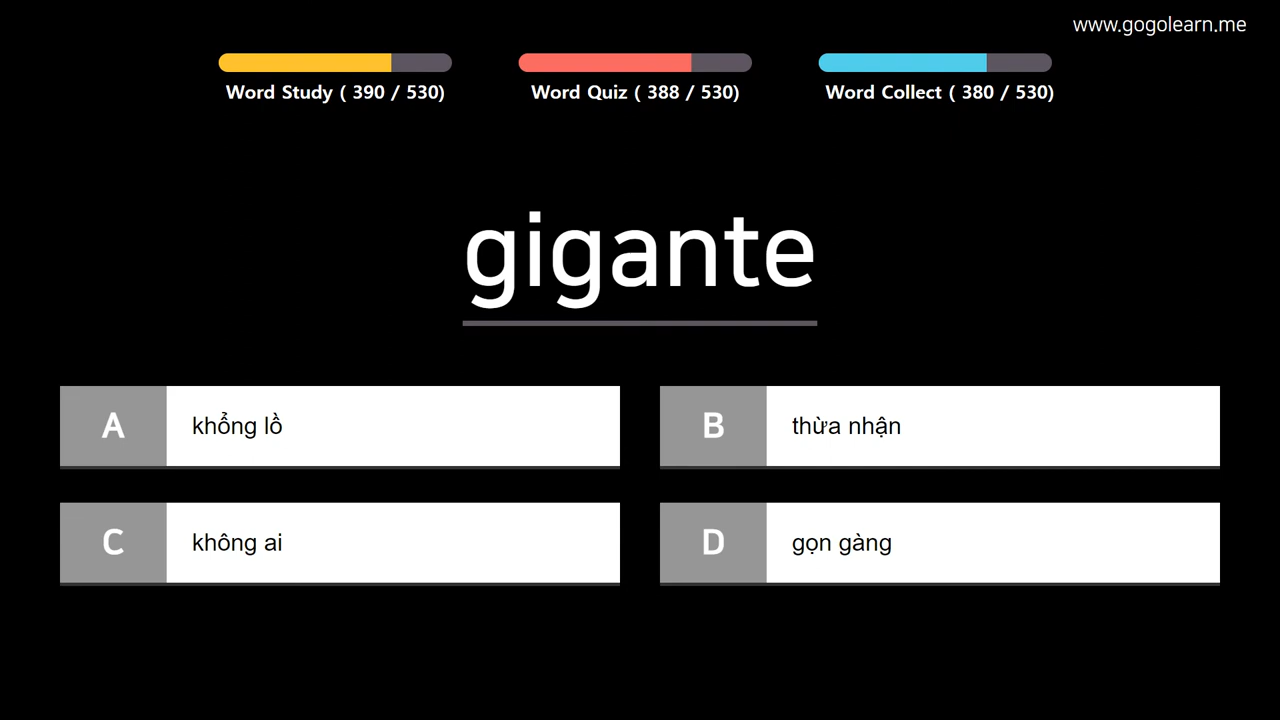 www.gogolearn.me
Word Study ( 390 / 530)
Word Quiz ( 388 / 530)
Word Collect ( 380 / 530)
gigante
A khổng lồ
B thừa nhận
C không ai
D gọn gàng